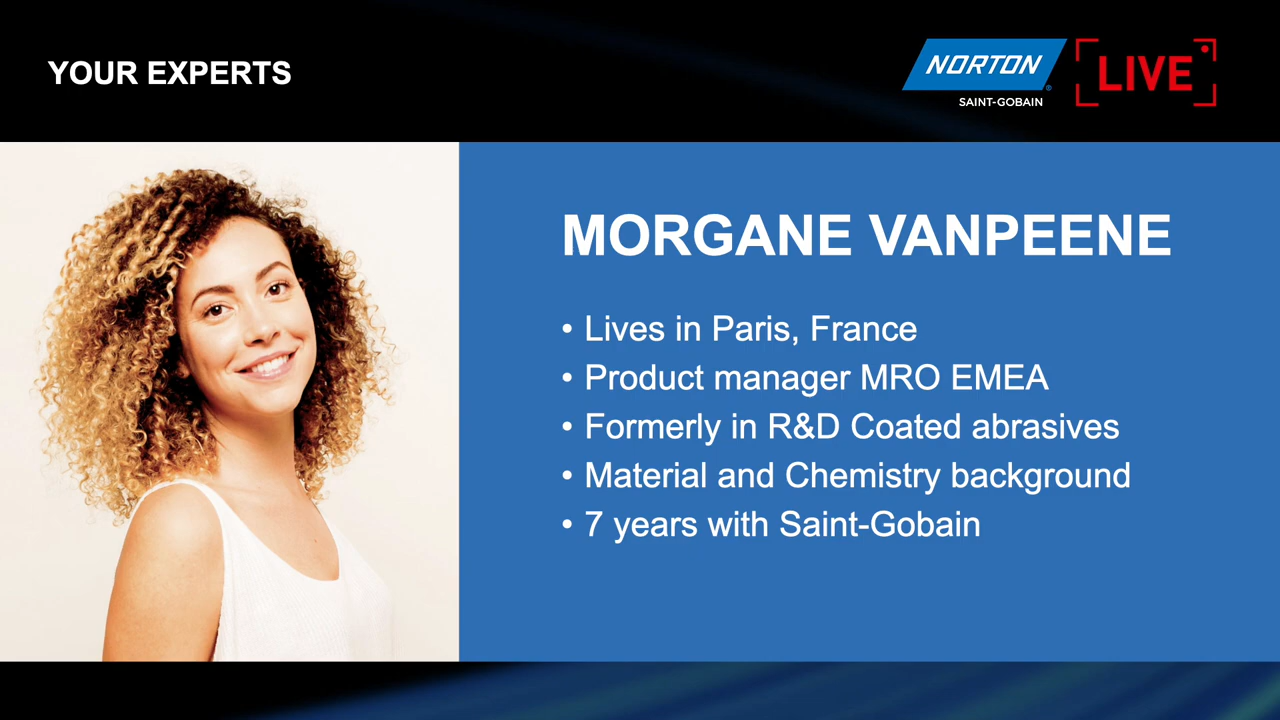 YOUR EXPERTS
NORTON
SAINT-GOBAIN
LIVE
MORGANE VANPEENE
• Lives in Paris, France
• Product manager MRO EMEA
• Formerly in R&D Coated abrasives
• Material and Chemistry background
• 7 years with Saint-Gobain